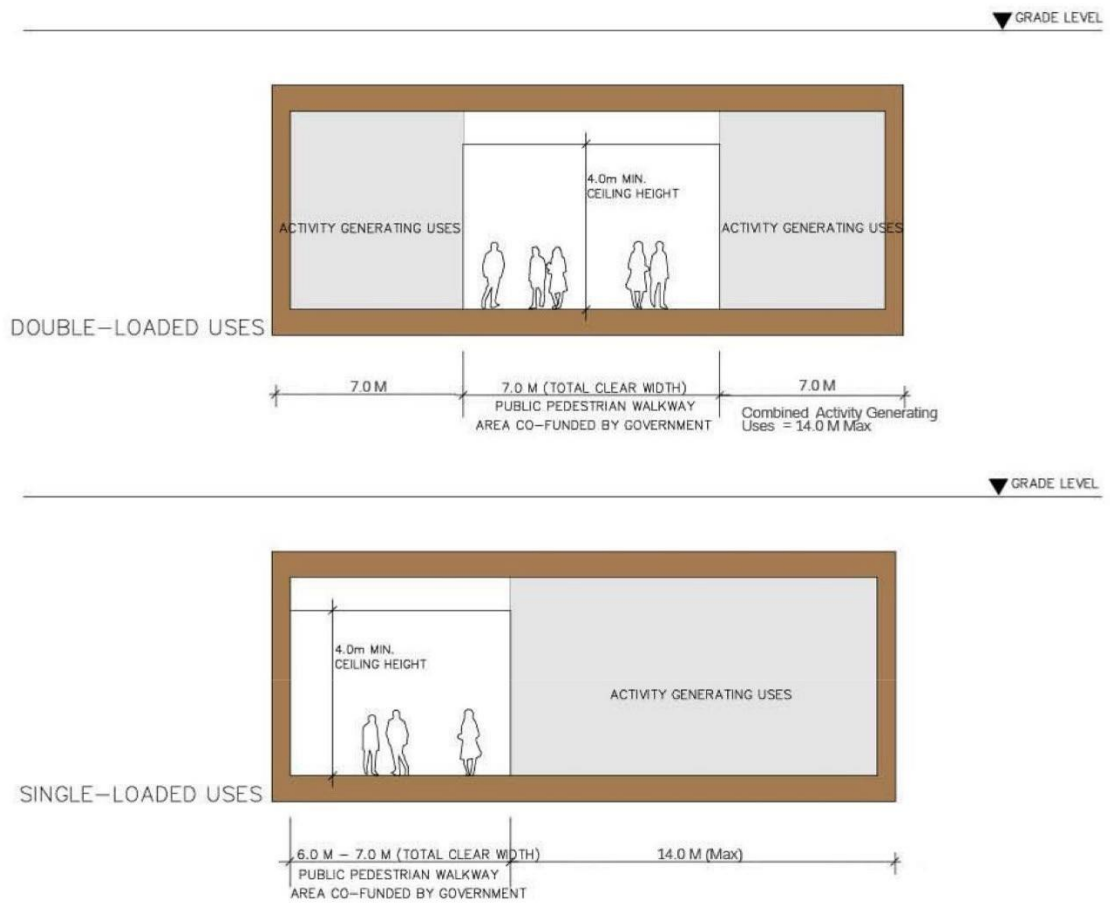 GRADE LEVEL
4.0m MIN.
CEILING HEIGHT
ACTIVITY GENERATING USES
ACTIVITY GENERATING USES
DOUBLE-LOADED USES
7.0 M
7.0 M (TOTAL CLEAR WIDTH)
PUBLIC PEDESTRIAN WALKWAY
AREA CO-FUNDED BY GOVERNMENT
7.0 M
Combined Activity Generating
Uses = 14.0 M Max
GRADE LEVEL
4.0m MIN.
CEILING HEIGHT
ACTIVITY GENERATING USES
SINGLE-LOADED USES
6.0 M - 7.0 M (TOTAL CLEAR WIDTH)
PUBLIC PEDESTRIAN WALKWAY
AREA CO-FUNDED BY GOVERNMENT
14.0 M (Max)